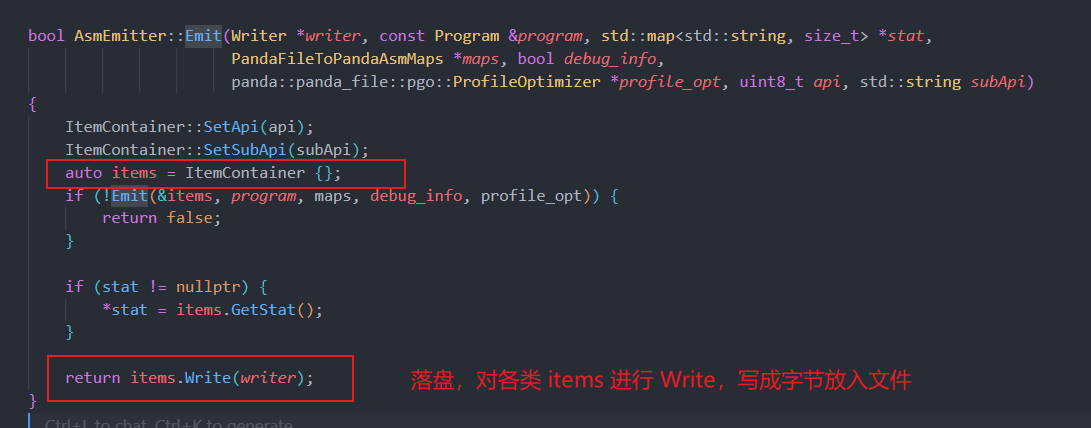 bool AsmEmitter::Emit(Writer *writer, const Program &program, std::map<std::string, size_t> *stat,
PandaFileToPandaAsmMaps *maps, bool debug_info,
panda::panda_file::pgo::ProfileOptimizer *profile_opt, uint8_t api, std::string subApi)
{
ItemContainer::SetApi(api);
ItemContainer::SetSubApi(subApi);
auto items = ItemContainer {};
if (!Emit(&items, program, maps, debug_info, profile_opt)) {
return false;
}
if (stat != nullptr) {
*stat = items.GetStat();
}
return items.Write(writer);
落盘，对各类 items 进行 Write，写成字节放入文件
}
Ctrl+L to chat, Ctrl+K to generate